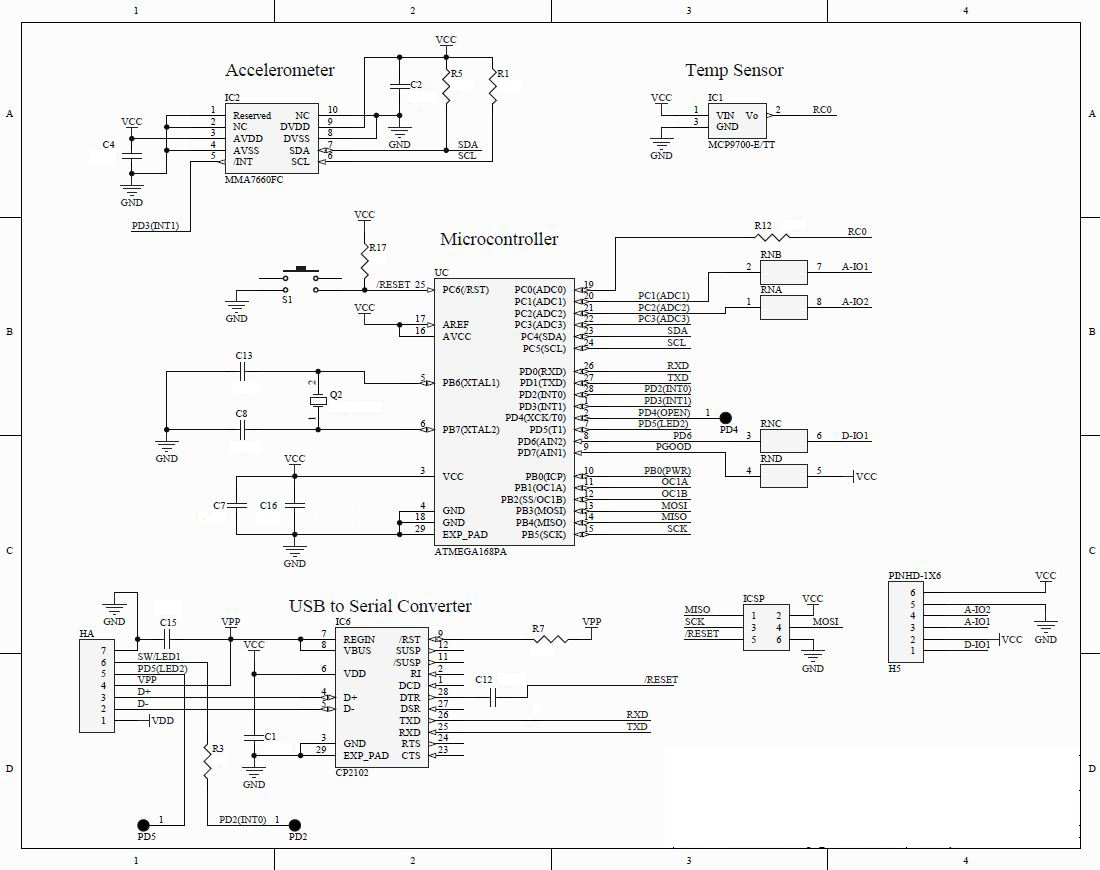 1 2 3 4
A A
B B
C C
D D
1 2 3 4
Accelerometer
VCC
C2
R5
R1
GND
IC2
1 Reserved NC 10
2 NC DVDD 9
3 AVDD DVSS 8
4 AVSS SDA 7 SDA
5 /INT SCL 6 SCL
MMA7660FC
VCC
C4
GND
PD3(INT1)
Temp Sensor
VCC
IC1
1 VIN Vo 2 RC0
3 GND
MCP9700-E/TT
GND
Microcontroller
VCC
R17
S1
GND
/RESET 25
VCC
17
16
C13
C8
Q2
2
1
5
6
GND
VCC
C7
C16
GND
3
4
18
29
UC
PC6(/RST) PC0(ADC0) 19
PC1(ADC1) 20 PC1(ADC1)
PC2(ADC2) 21 PC2(ADC2)
AREF PC3(ADC3) 22 PC3(ADC3)
AVCC PC4(SDA) 23 SDA
PC5(SCL) 24 SCL
PD0(RXD) 26 RXD
PB6(XTAL1) PD1(TXD) 27 TXD
PD2(INT0) 28 PD2(INT0)
PD3(INT1) 1 PD3(INT1)
PD4(XCK/T0) 2 PD4(OPEN) 1
PD4
PB7(XTAL2) PD5(T1) 7 PD5(LED2)
PD6(AIN2) 8 PD6
PD7(AIN1) 9 PGOOD
VCC PB0(ICP) 10 PB0(PWR)
PB1(OC1A) 11 OC1A
PB2(SS/OC1B) 12 OC1B
GND PB3(MOSI) 13 MOSI
GND PB4(MISO) 14 MISO
EXP_PAD PB5(SCK) 15 SCK
ATMEGA168PA
R12
RC0
RNB
2 7 A-IO1
RNA
1 8 A-IO2
RNC
3 6 D-IO1
RND
4 5 VCC
USB to Serial Converter
GND
C15
VPP
VCC
HA
7
6 SW/LED1
5 PD5(LED2)
4 VPP
3 D+
2 D-
1 VDD
R3
C1
GND
1
PD5
PD2(INT0) 1
PD2
IC6
7 REGIN /RST 9
8 VBUS SUSP 12
/SUSP 11
6 VDD RI 2
DCD 1
4 D+ DTR 28
5 D- DSR 27
TXD 26 RXD
RXD 25 TXD
3 GND RTS 24
29 EXP_PAD CTS 23
CP2102
R7
VPP
C12
/RESET
ICSP
MISO 1 2 VCC
SCK 3 4 MOSI
/RESET 5 6
GND
PINHD-1X6
6 VCC
5
4 A-IO2
3 A-IO1
2 VCC
1 D-IO1
GND
H5